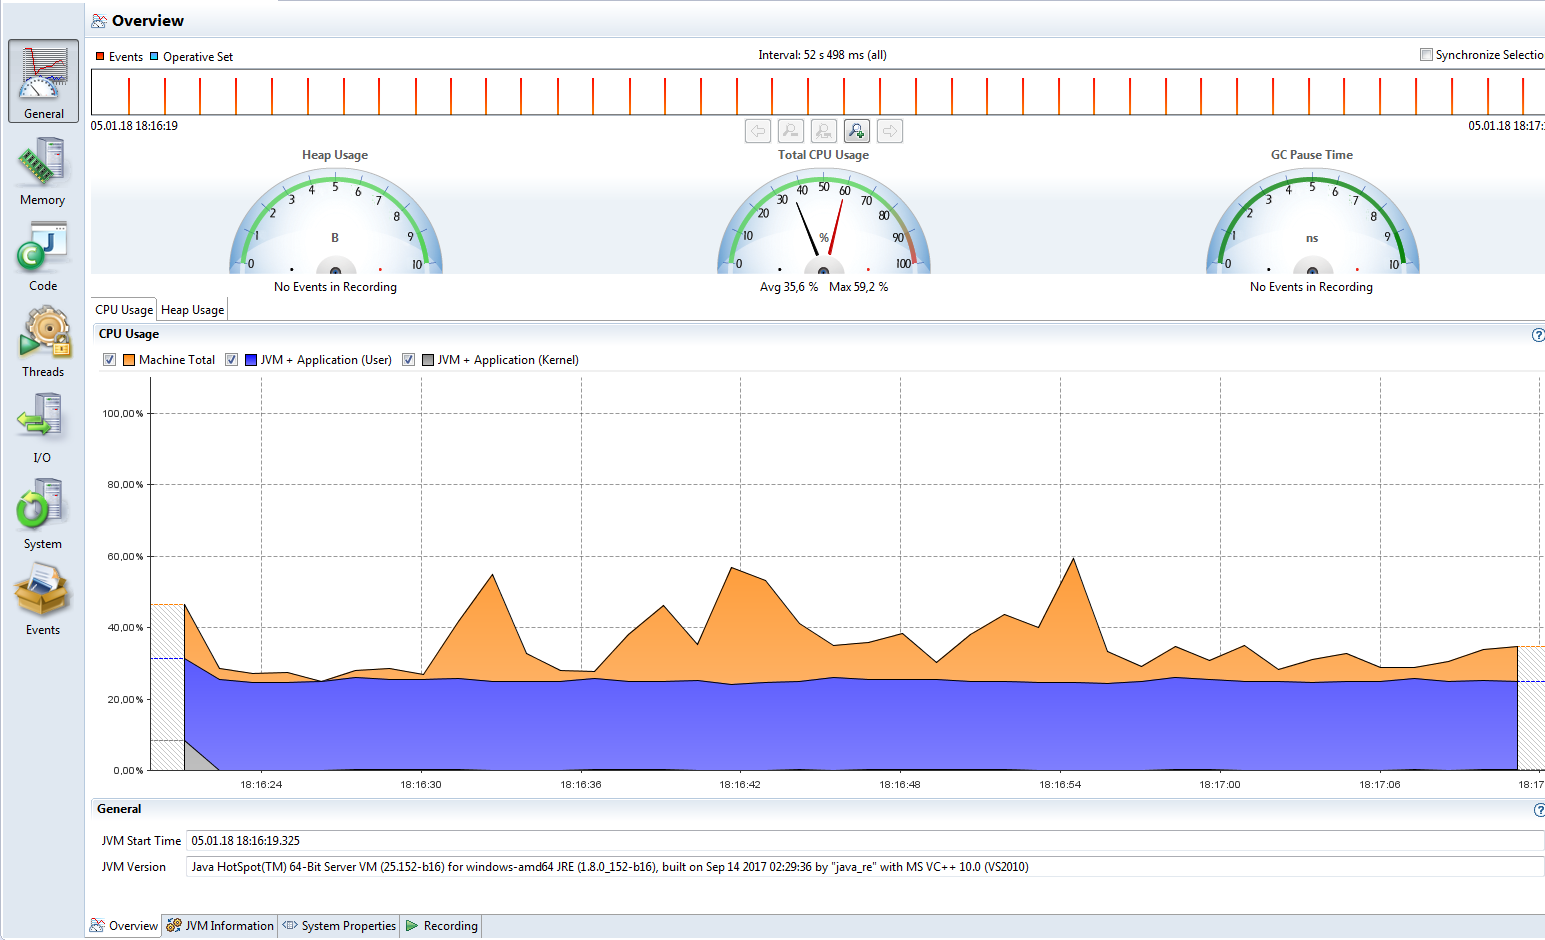 Overview
General
Memory
Code
Threads
I/O
System
Events
Events Operative Set Interval: 52 s 498 ms (all) Synchronize Selectio
05.01.18 18:16:19 05.01.18 18:17:
Heap Usage
0 1 2 3 4 5 6 7 8 9 10
B
No Events in Recording
Total CPU Usage
0 10 20 30 40 50 60 70 80 90 100
%
Avg 35,6 % Max 59,2 %
GC Pause Time
0 1 2 3 4 5 6 7 8 9 10
ns
No Events in Recording
CPU Usage Heap Usage
CPU Usage ?
Machine Total JVM + Application (User) JVM + Application (Kernel)
100,00%
80,00%
60,00%
40,00%
20,00%
0,00%
18:16:24 18:16:30 18:16:36 18:16:42 18:16:48 18:16:54 18:17:00 18:17:06 18:17
General ?
JVM Start Time 05.01.18 18:16:19.325
JVM Version Java HotSpot(TM) 64-Bit Server VM (25.152-b16) for windows-amd64 JRE (1.8.0_152-b16), built on Sep 14 2017 02:29:36 by "java_re" with MS VC++ 10.0 (VS2010)
Overview JVM Information System Properties Recording